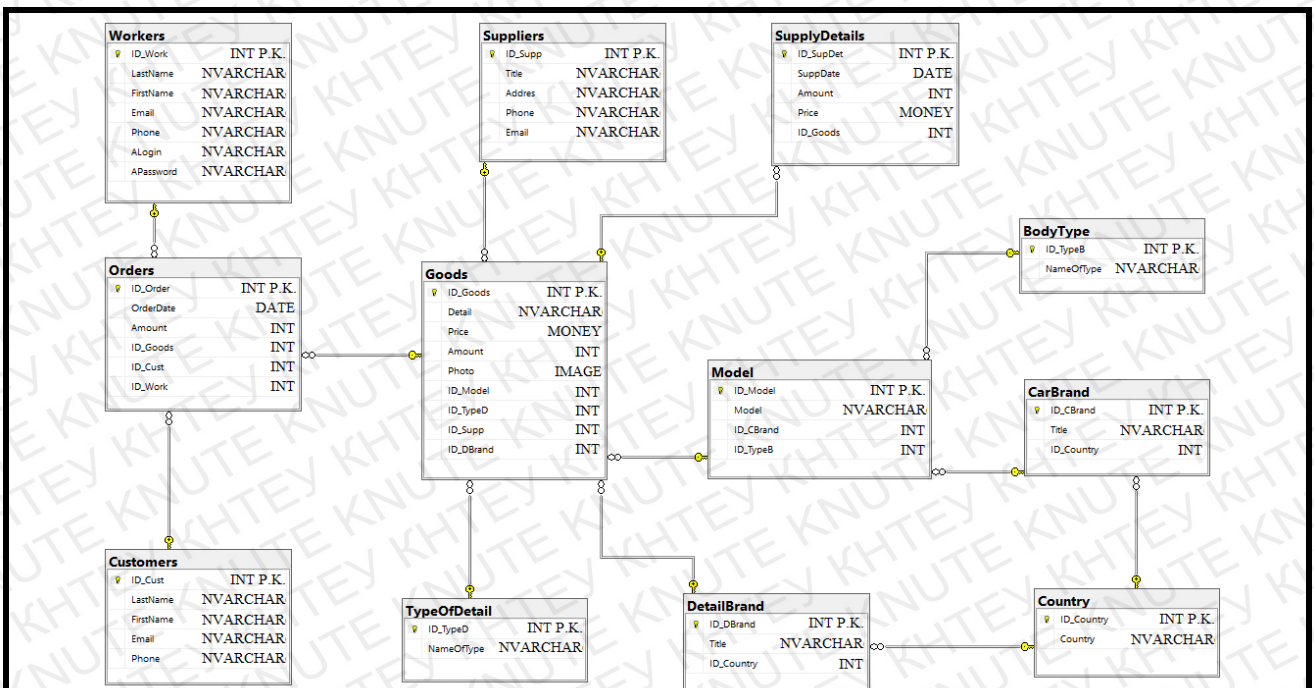 Workers
ID_Work INT P.K.
LastName NVARCHAR
FirstName NVARCHAR
Email NVARCHAR
Phone NVARCHAR
ALogin NVARCHAR
APassword NVARCHAR
Suppliers
ID_Supp INT P.K.
Title NVARCHAR
Addres NVARCHAR
Phone NVARCHAR
Email NVARCHAR
SupplyDetails
ID_SupDet INT P.K.
SuppDate DATE
Amount INT
Price MONEY
ID_Goods INT
BodyType
ID_TypeB INT P.K.
NameOfType NVARCHAR
Orders
ID_Order INT P.K.
OrderDate DATE
Amount INT
ID_Goods INT
ID_Cust INT
ID_Work INT
Goods
ID_Goods INT P.K.
Detail NVARCHAR
Price MONEY
Amount INT
Photo IMAGE
ID_Model INT
ID_TypeD INT
ID_Supp INT
ID_DBrand INT
Model
ID_Model INT P.K.
Model NVARCHAR
ID_CBrand INT
ID_TypeB INT
CarBrand
ID_CBrand INT P.K.
Title NVARCHAR
ID_Country INT
Customers
ID_Cust INT P.K.
LastName NVARCHAR
FirstName NVARCHAR
Email NVARCHAR
Phone NVARCHAR
TypeOfDetail
ID_TypeD INT P.K.
NameOfType NVARCHAR
DetailBrand
ID_DBrand INT P.K.
Title NVARCHAR
ID_Country INT
Country
ID_Country INT P.K.
Country NVARCHAR